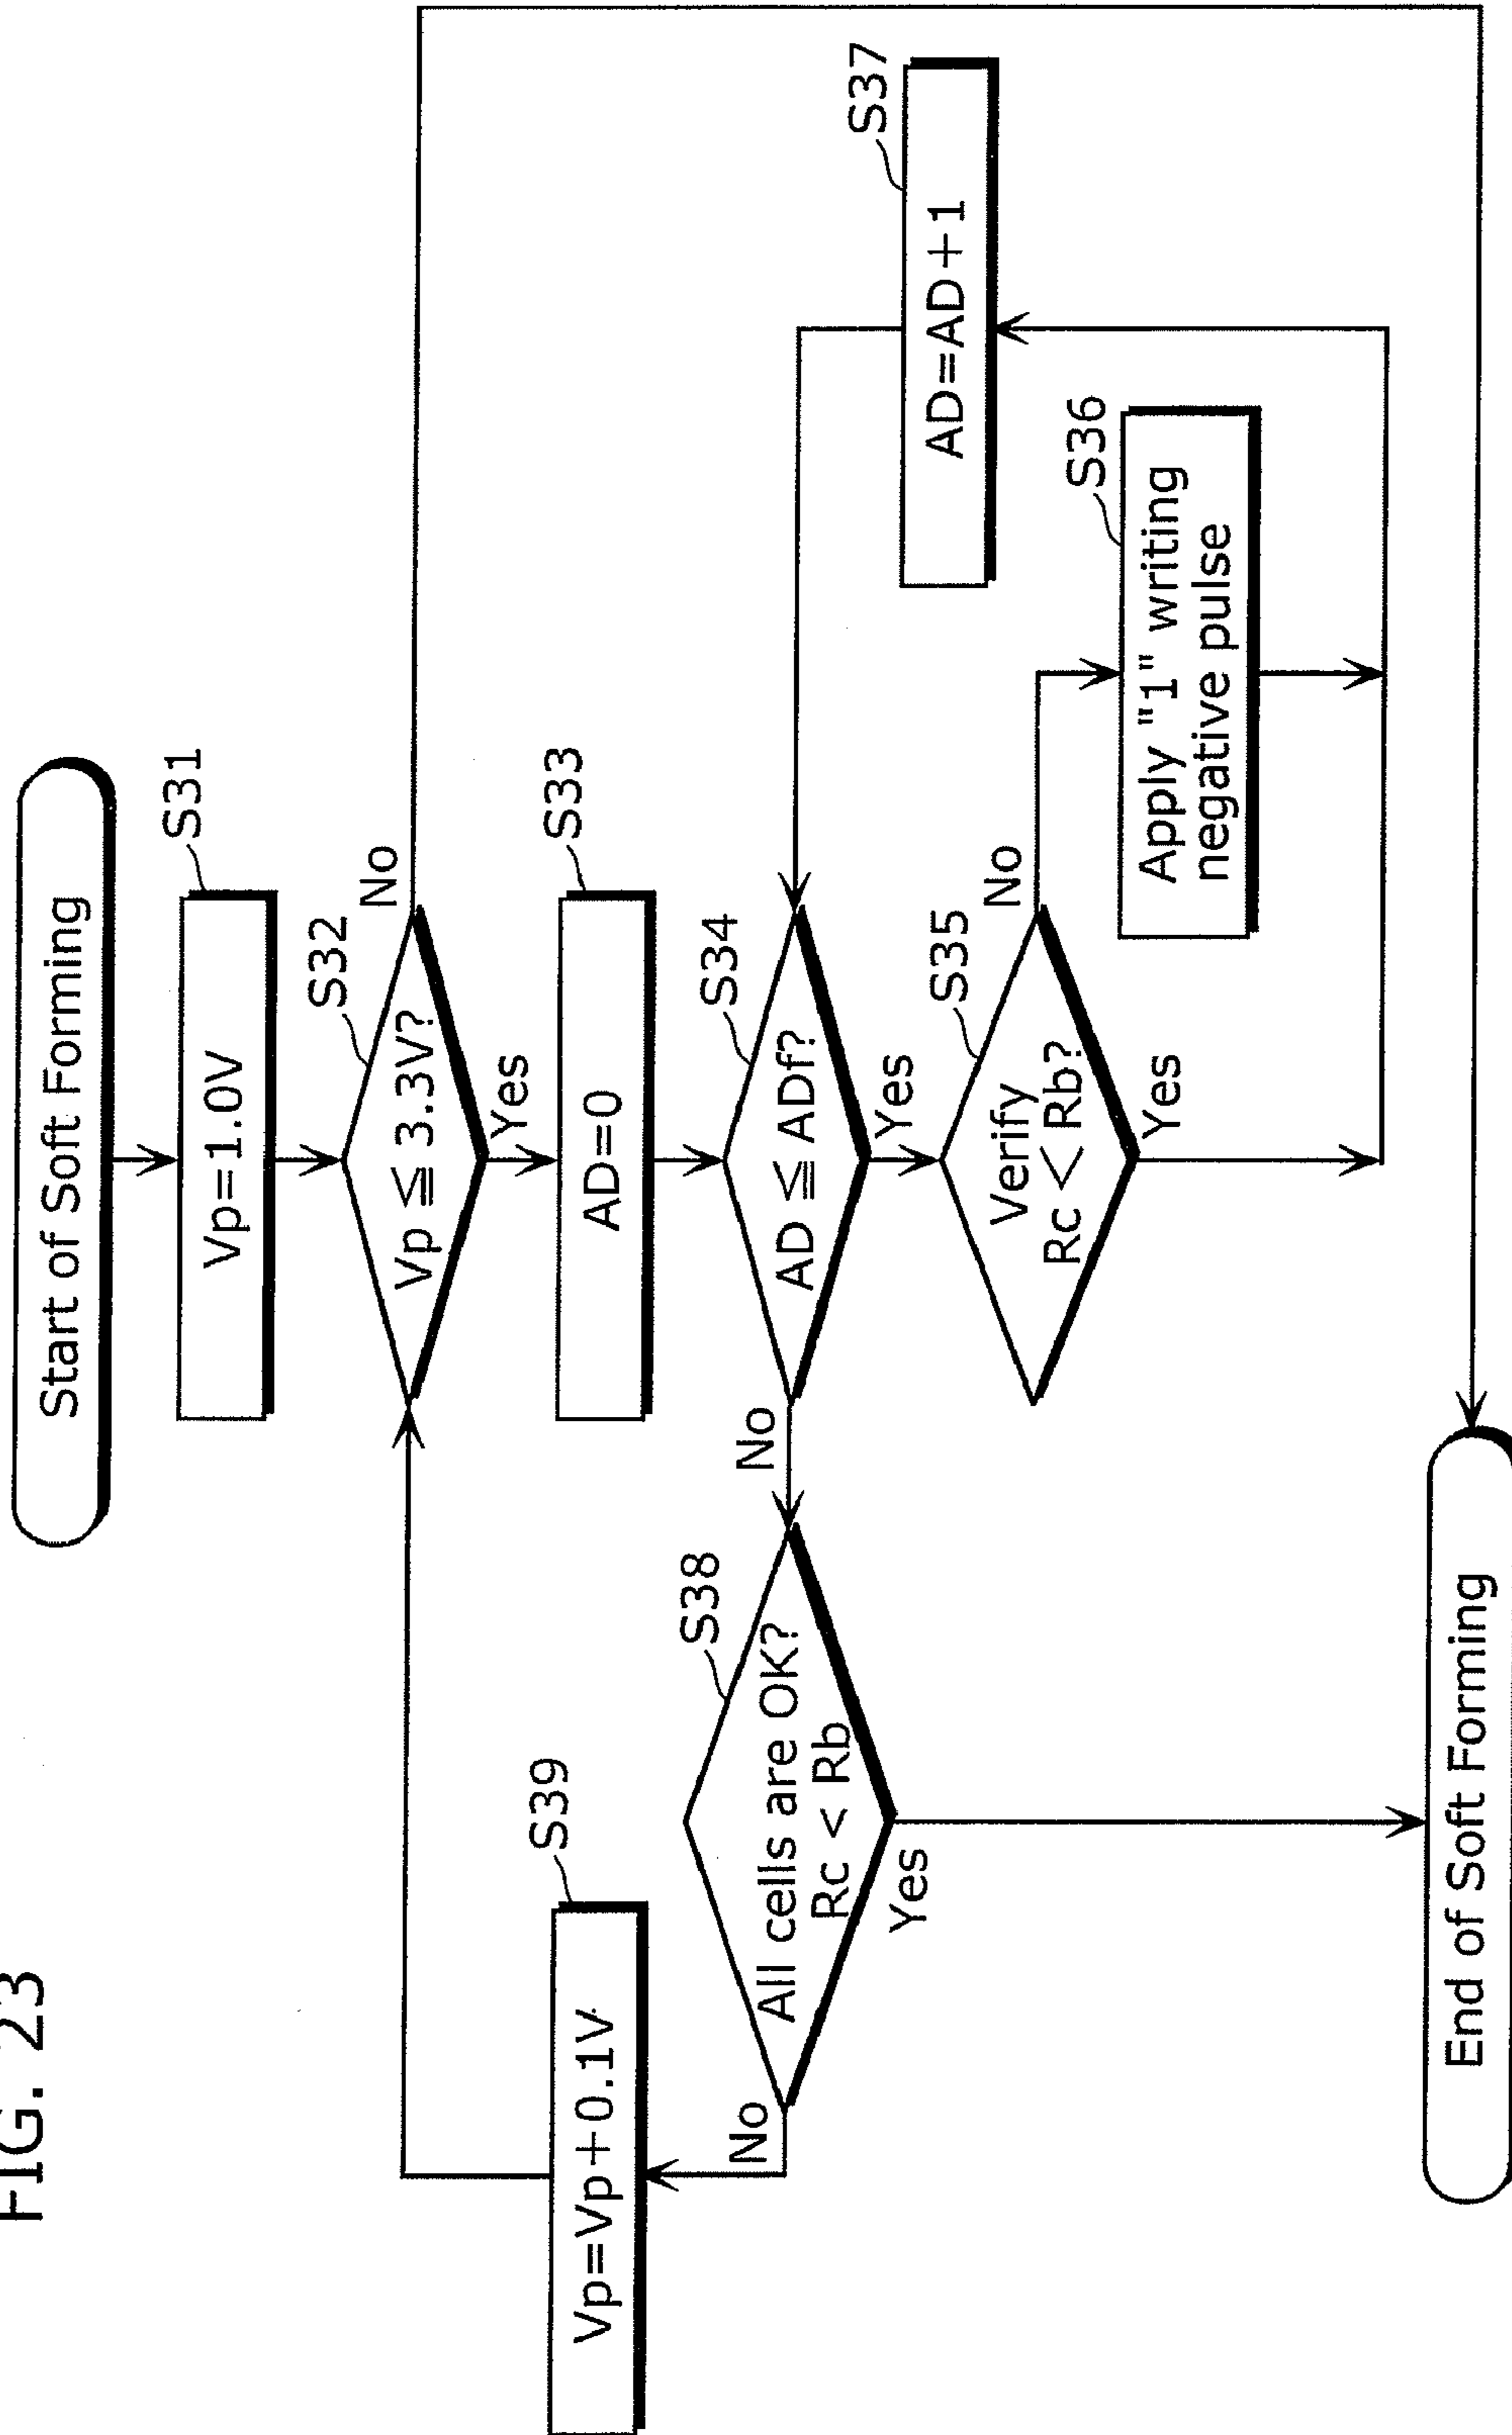 FIG. 23
Start of Soft Forming
S31
Vp=1.0V
S32
Vp ≦ 3.3V?
No
Yes
S33
AD=0
S34
AD ≦ ADf?
No
Yes
S35
Verify
Rc < Rb?
No
Yes
S36
Apply "1" writing
negative pulse
S37
AD=AD+1
S38
All cells are OK?
Rc < Rb
No
Yes
S39
Vp=Vp+0.1V
End of Soft Forming